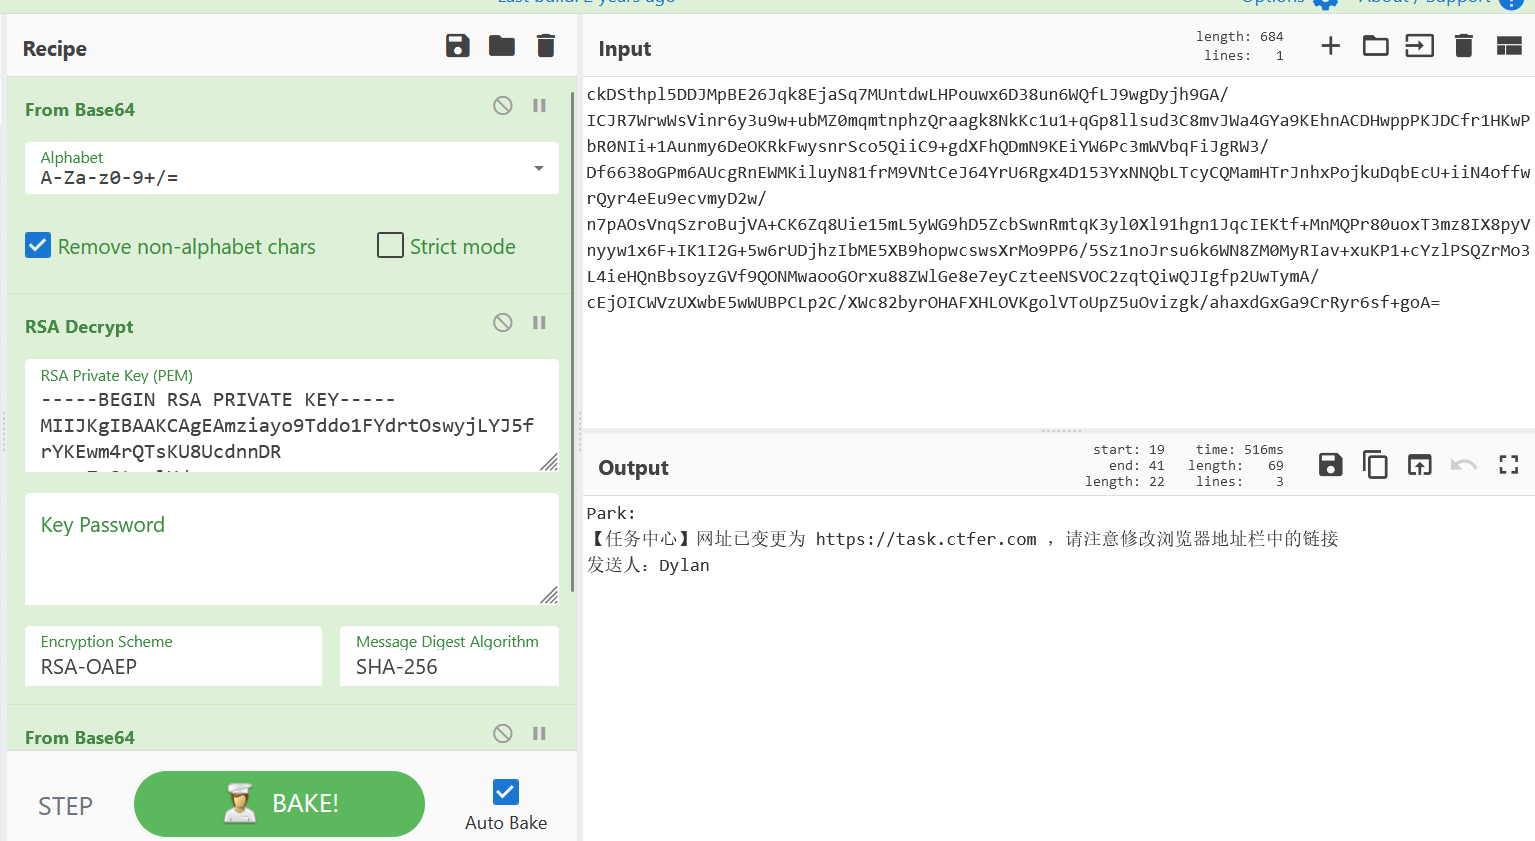 Last build: 2 years ago
Options
About / Support
Recipe
From Base64
Alphabet
A-Za-z0-9+/=
Remove non-alphabet chars
Strict mode
RSA Decrypt
RSA Private Key (PEM)
-----BEGIN RSA PRIVATE KEY-----
MIIJKgIBAAKCAgEAmziayo9Tddo1FYdrtOswyjLYJ5f
rYKEwm4rQTsKU8UcdnnDR
Key Password
Encryption Scheme
RSA-OAEP
Message Digest Algorithm
SHA-256
From Base64
STEP
BAKE!
Auto Bake
Input
length: 684
lines: 1
ckDSthpl5DDJMpBE26Jqk8EjaSq7MUntdwLHPouwx6D38un6WQfLJ9wgDyjh9GA/
ICJR7WrwWsVinr6y3u9w+ubMZ0mqmtnphzQraagk8NkKc1u1+qGp8llsud3C8mvJWa4GYa9KEhnACDHwppPKJDCfr1HKwP
bR0NIi+1Aunmy6DeOKRkFwysnrSco5QiiC9+gdXFhQDmN9KEiYW6Pc3mWVbqFiJgRW3/
Df6638oGPm6AUcgRnEWMKiluyN81frM9VNtCeJ64YrU6Rgx4D153YxNNQbLTcyCQMamHTrJnhxPojkuDqbEcU+iiN4offw
rQyr4eEu9ecvmyD2w/
n7pAOsVnqSzroBujVA+CK6Zq8Uie15mL5yWG9hD5ZcbSwnRmtqK3yl0Xl91hgn1JqcIEKtf+MnMQPr80uoxT3mz8IX8pyV
nyyw1x6F+IK1I2G+5w6rUDjhzIbME5XB9hopwcswsXrMo9PP6/5Sz1noJrsu6k6WN8ZM0MyRIav+xuKP1+cYzlPSQZrMo3
L4ieHQnBbsoyzGVf9QONMwaooGOrxu88ZWlGe8e7eyCzteeNSVOC2zqtQiwQJIgfp2UwTymA/
cEjOICWVzUXwbE5wWUBPCLp2C/XWc82byrOHAFXHLOVKgolVToUpZ5uOvizgk/ahaxdGxGa9CrRyr6sf+goA=
Output
start: 19
end: 41
length: 22
time: 516ms
length: 69
lines: 3
Park:
【任务中心】网址已变更为 https://task.ctfer.com ，请注意修改浏览器地址栏中的链接
发送人：Dylan